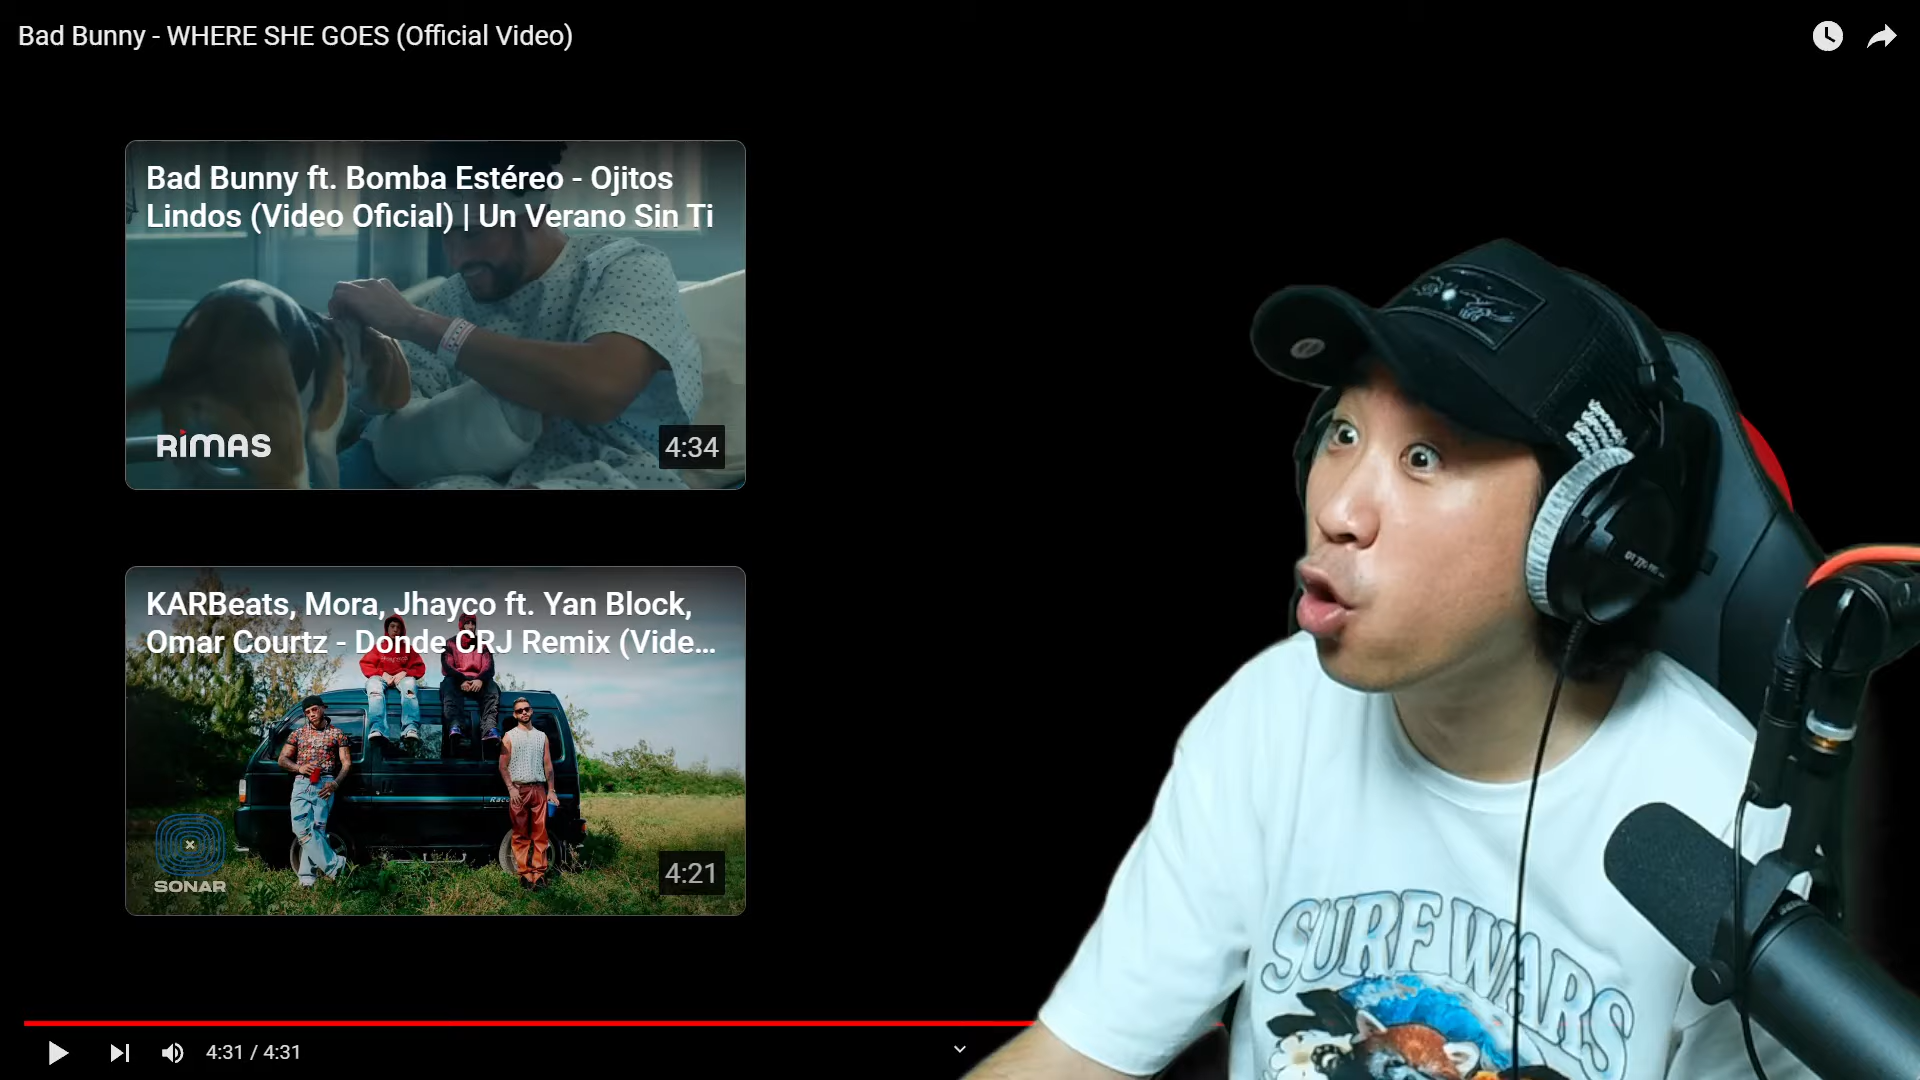 Bad Bunny - WHERE SHE GOES (Official Video)
Bad Bunny ft. Bomba Estéreo - Ojitos
Lindos (Video Oficial) | Un Verano Sin Ti
RIMAS
4:34
KARBeats, Mora, Jhayco ft. Yan Block,
Omar Courtz - Donde CRJ Remix (Vide...
SONAR
4:21
SURF WARS
4:31 / 4:31